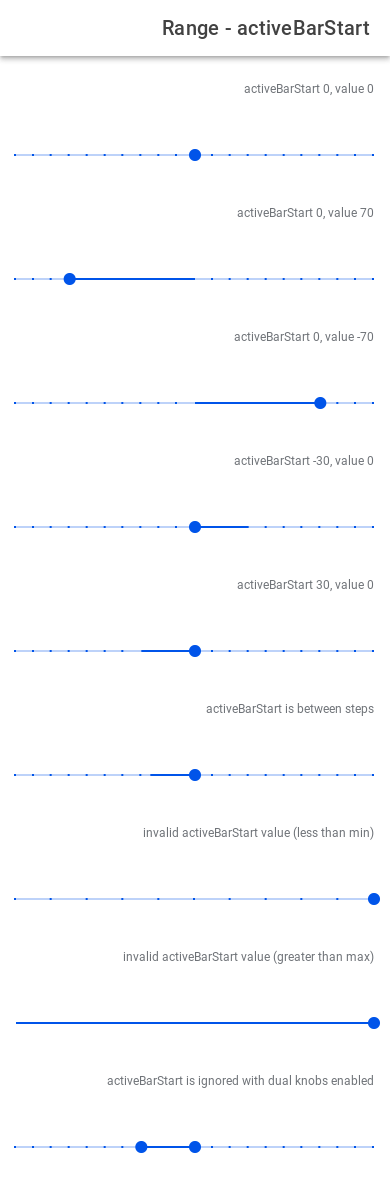 Range - activeBarStart
activeBarStart 0, value 0
activeBarStart 0, value 70
activeBarStart 0, value -70
activeBarStart -30, value 0
activeBarStart 30, value 0
activeBarStart is between steps
invalid activeBarStart value (less than min)
invalid activeBarStart value (greater than max)
activeBarStart is ignored with dual knobs enabled